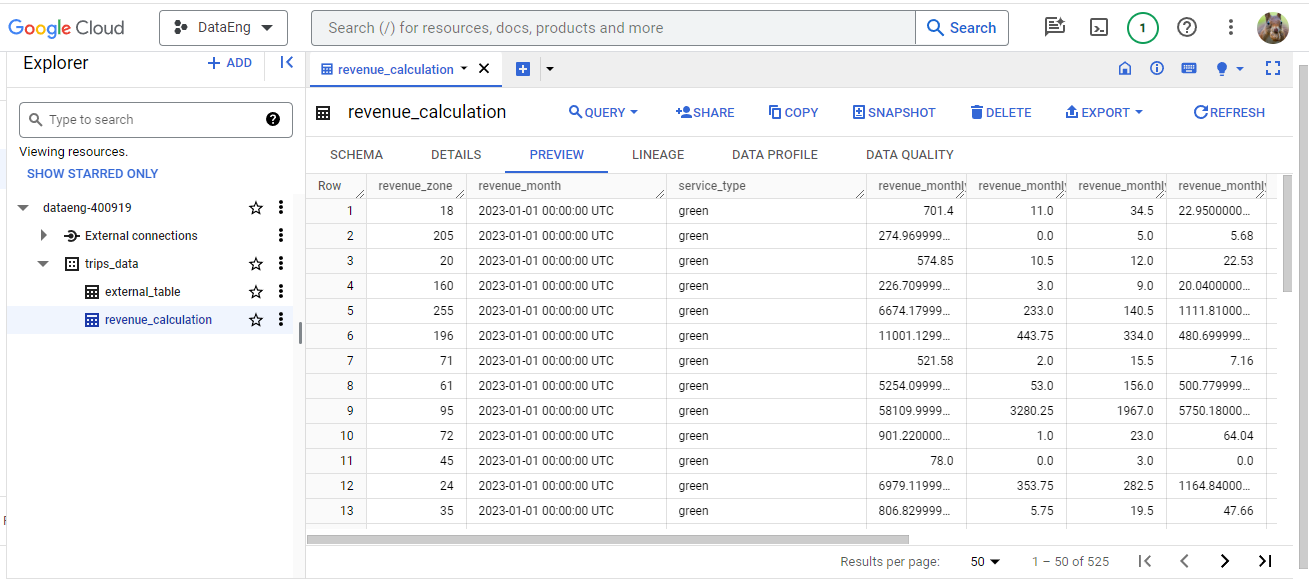 Google Cloud DataEng Search (/) for resources, docs, products and more Search 1
Explorer + ADD
revenue_calculation
revenue_calculation QUERY SHARE COPY SNAPSHOT DELETE EXPORT REFRESH
Type to search
Viewing resources.
SHOW STARRED ONLY
dataeng-400919
External connections
trips_data
external_table
revenue_calculation
SCHEMA DETAILS PREVIEW LINEAGE DATA PROFILE DATA QUALITY
Row revenue_zone revenue_month service_type revenue_monthly revenue_monthly revenue_monthly revenue_monthly
1 18 2023-01-01 00:00:00 UTC green 701.4 11.0 34.5 22.9500000...
2 205 2023-01-01 00:00:00 UTC green 274.969999... 0.0 5.0 5.68
3 20 2023-01-01 00:00:00 UTC green 574.85 10.5 12.0 22.53
4 160 2023-01-01 00:00:00 UTC green 226.709999... 3.0 9.0 20.0400000...
5 255 2023-01-01 00:00:00 UTC green 6674.17999... 233.0 140.5 1111.81000...
6 196 2023-01-01 00:00:00 UTC green 11001.1299... 443.75 334.0 480.699999...
7 71 2023-01-01 00:00:00 UTC green 521.58 2.0 15.5 7.16
8 61 2023-01-01 00:00:00 UTC green 5254.09999... 53.0 156.0 500.779999...
9 95 2023-01-01 00:00:00 UTC green 58109.9999... 3280.25 1967.0 5750.18000...
10 72 2023-01-01 00:00:00 UTC green 901.220000... 1.0 23.0 64.04
11 45 2023-01-01 00:00:00 UTC green 78.0 0.0 3.0 0.0
12 24 2023-01-01 00:00:00 UTC green 6979.11999... 353.75 282.5 1164.84000...
13 35 2023-01-01 00:00:00 UTC green 806.829999... 5.75 19.5 47.66
Results per page: 50 1 – 50 of 525